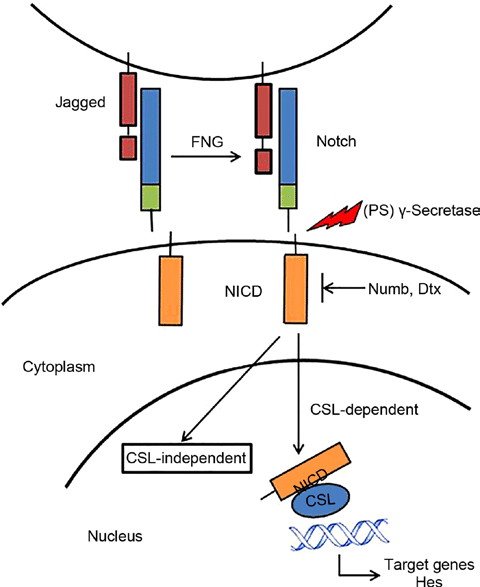 Jagged
FNG
Notch
(PS) γ-Secretase
NICD
Numb, Dtx
Cytoplasm
CSL-dependent
CSL-independent
NICD
CSL
Nucleus
Target genes
Hes